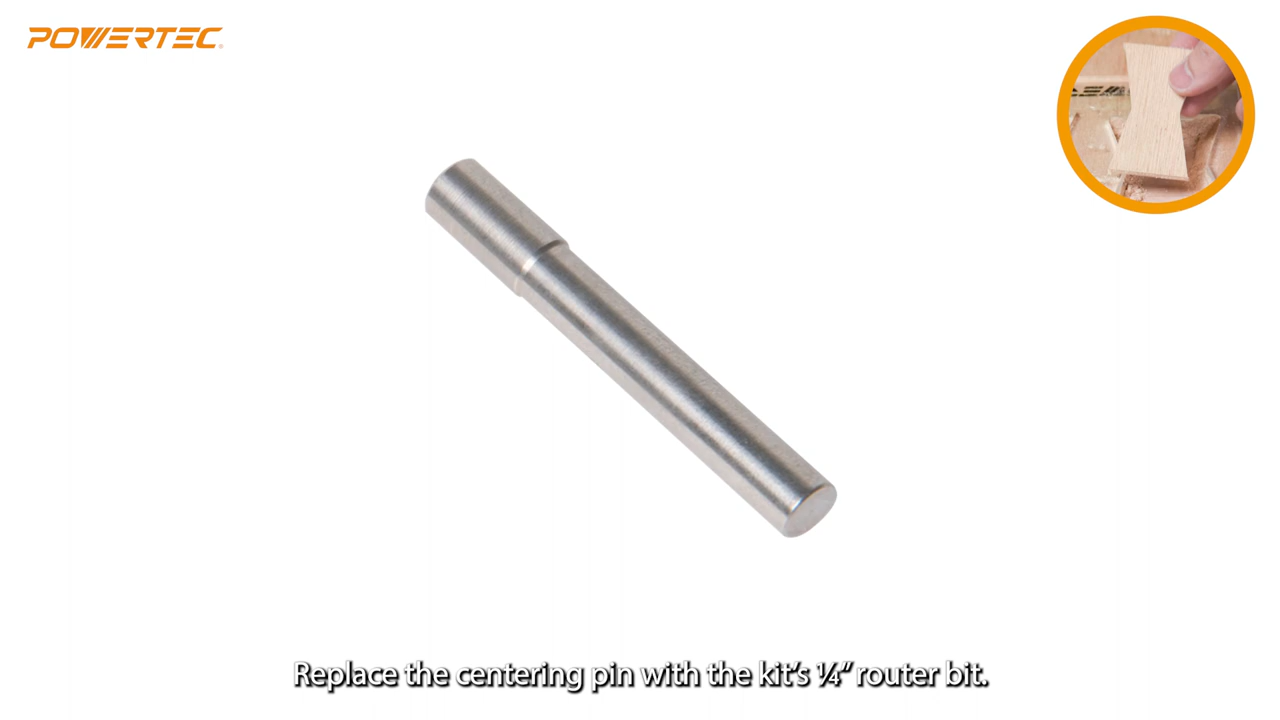 POWERTEC®
Replace the centering pin with the kit's ¼" router bit.